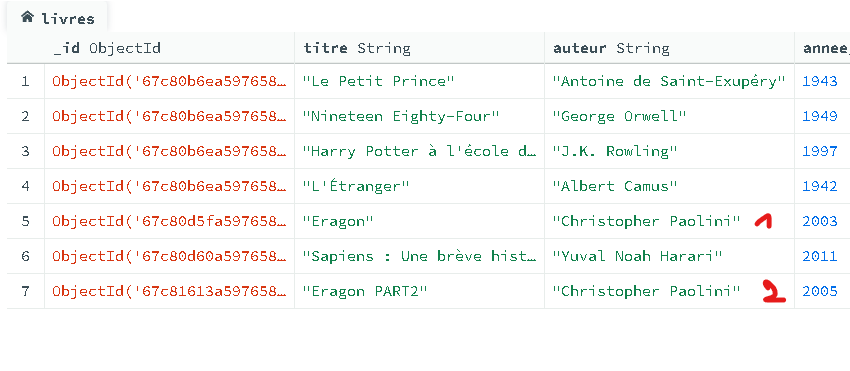 livres
_id ObjectId titre String auteur String annee_
1 ObjectId('67c80b6ea597658… "Le Petit Prince" "Antoine de Saint-Exupéry" 1943
2 ObjectId('67c80b6ea597658… "Nineteen Eighty-Four" "George Orwell" 1949
3 ObjectId('67c80b6ea597658… "Harry Potter à l'école d… "J.K. Rowling" 1997
4 ObjectId('67c80b6ea597658… "L'Étranger" "Albert Camus" 1942
5 ObjectId('67c80d5fa597658… "Eragon" "Christopher Paolini" 1 2003
6 ObjectId('67c80d60a597658… "Sapiens : Une brève hist… "Yuval Noah Harari" 2011
7 ObjectId('67c81613a597658… "Eragon PART2" "Christopher Paolini" 2 2005